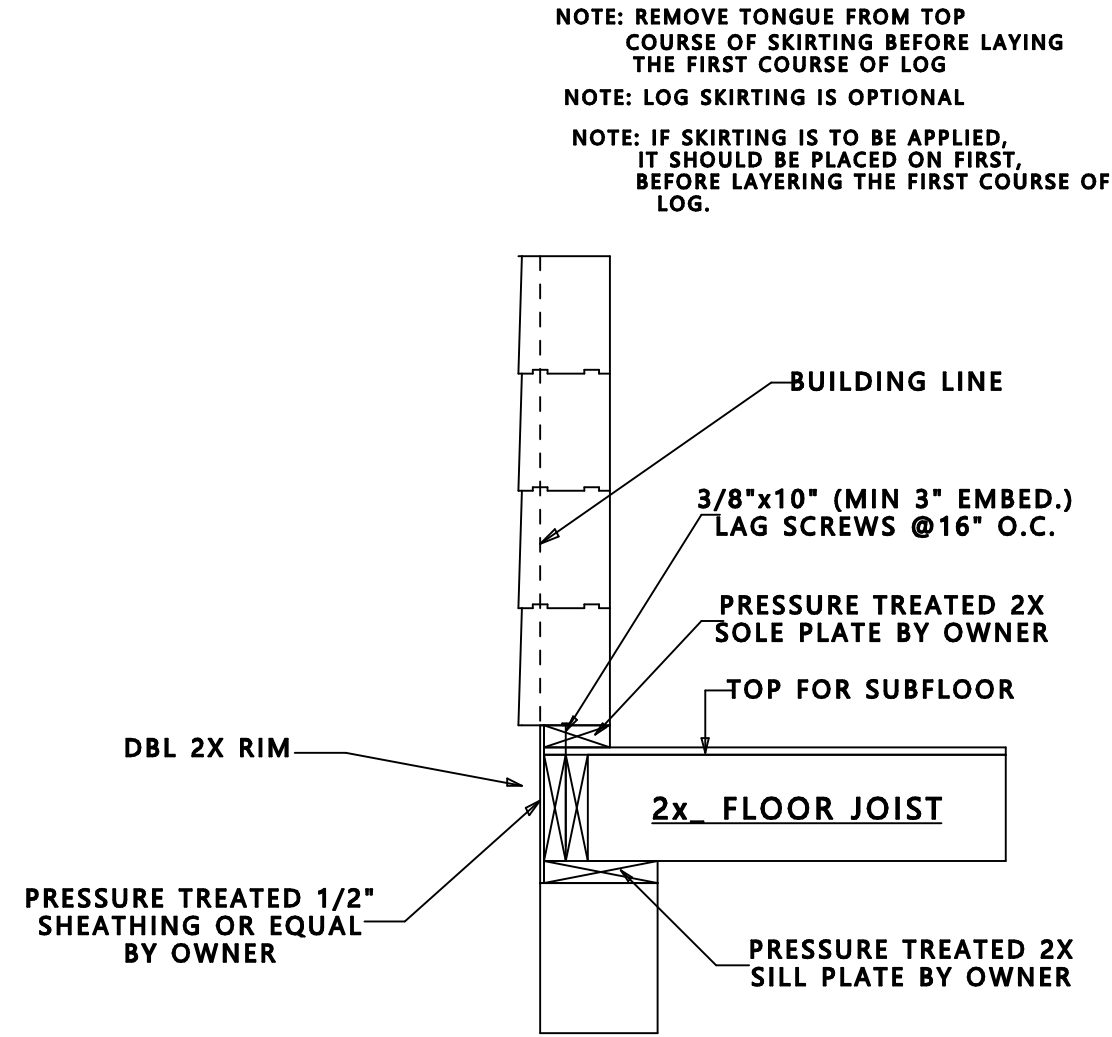 NOTE: REMOVE TONGUE FROM TOP
COURSE OF SKIRTING BEFORE LAYING
THE FIRST COURSE OF LOG
NOTE: LOG SKIRTING IS OPTIONAL
NOTE: IF SKIRTING IS TO BE APPLIED,
IT SHOULD BE PLACED ON FIRST,
BEFORE LAYERING THE FIRST COURSE OF
LOG.
BUILDING LINE
3/8"x10" (MIN 3" EMBED.)
LAG SCREWS @16" O.C.
PRESSURE TREATED 2X
SOLE PLATE BY OWNER
TOP FOR SUBFLOOR
DBL 2X RIM
2x_ FLOOR JOIST
PRESSURE TREATED 1/2"
SHEATHING OR EQUAL
BY OWNER
PRESSURE TREATED 2X
SILL PLATE BY OWNER